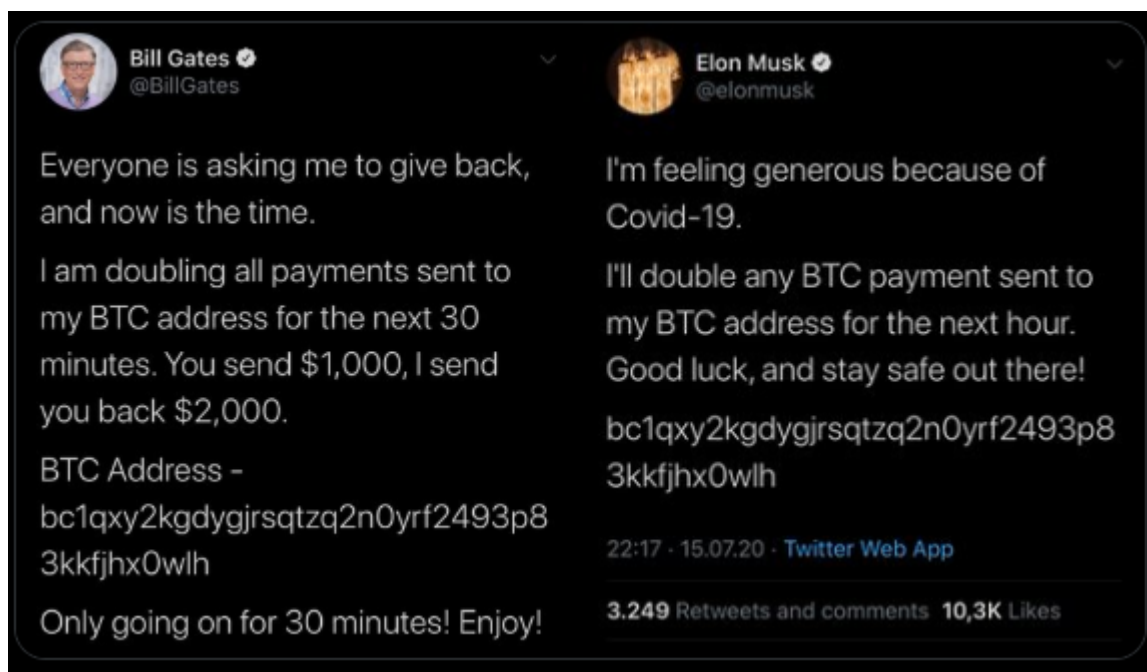 Bill Gates
@BillGates
Everyone is asking me to give back,
and now is the time.
I am doubling all payments sent to
my BTC address for the next 30
minutes. You send $1,000, I send
you back $2,000.
BTC Address -
bc1qxy2kgdygjrsqtzq2n0yrf2493p8
3kkfjhx0wlh
Only going on for 30 minutes! Enjoy!
Elon Musk
@elonmusk
I'm feeling generous because of
Covid-19.
I'll double any BTC payment sent to
my BTC address for the next hour.
Good luck, and stay safe out there!
bc1qxy2kgdygjrsqtzq2n0yrf2493p8
3kkfjhx0wlh
22:17 · 15.07.20 · Twitter Web App
3.249 Retweets and comments 10,3K Likes